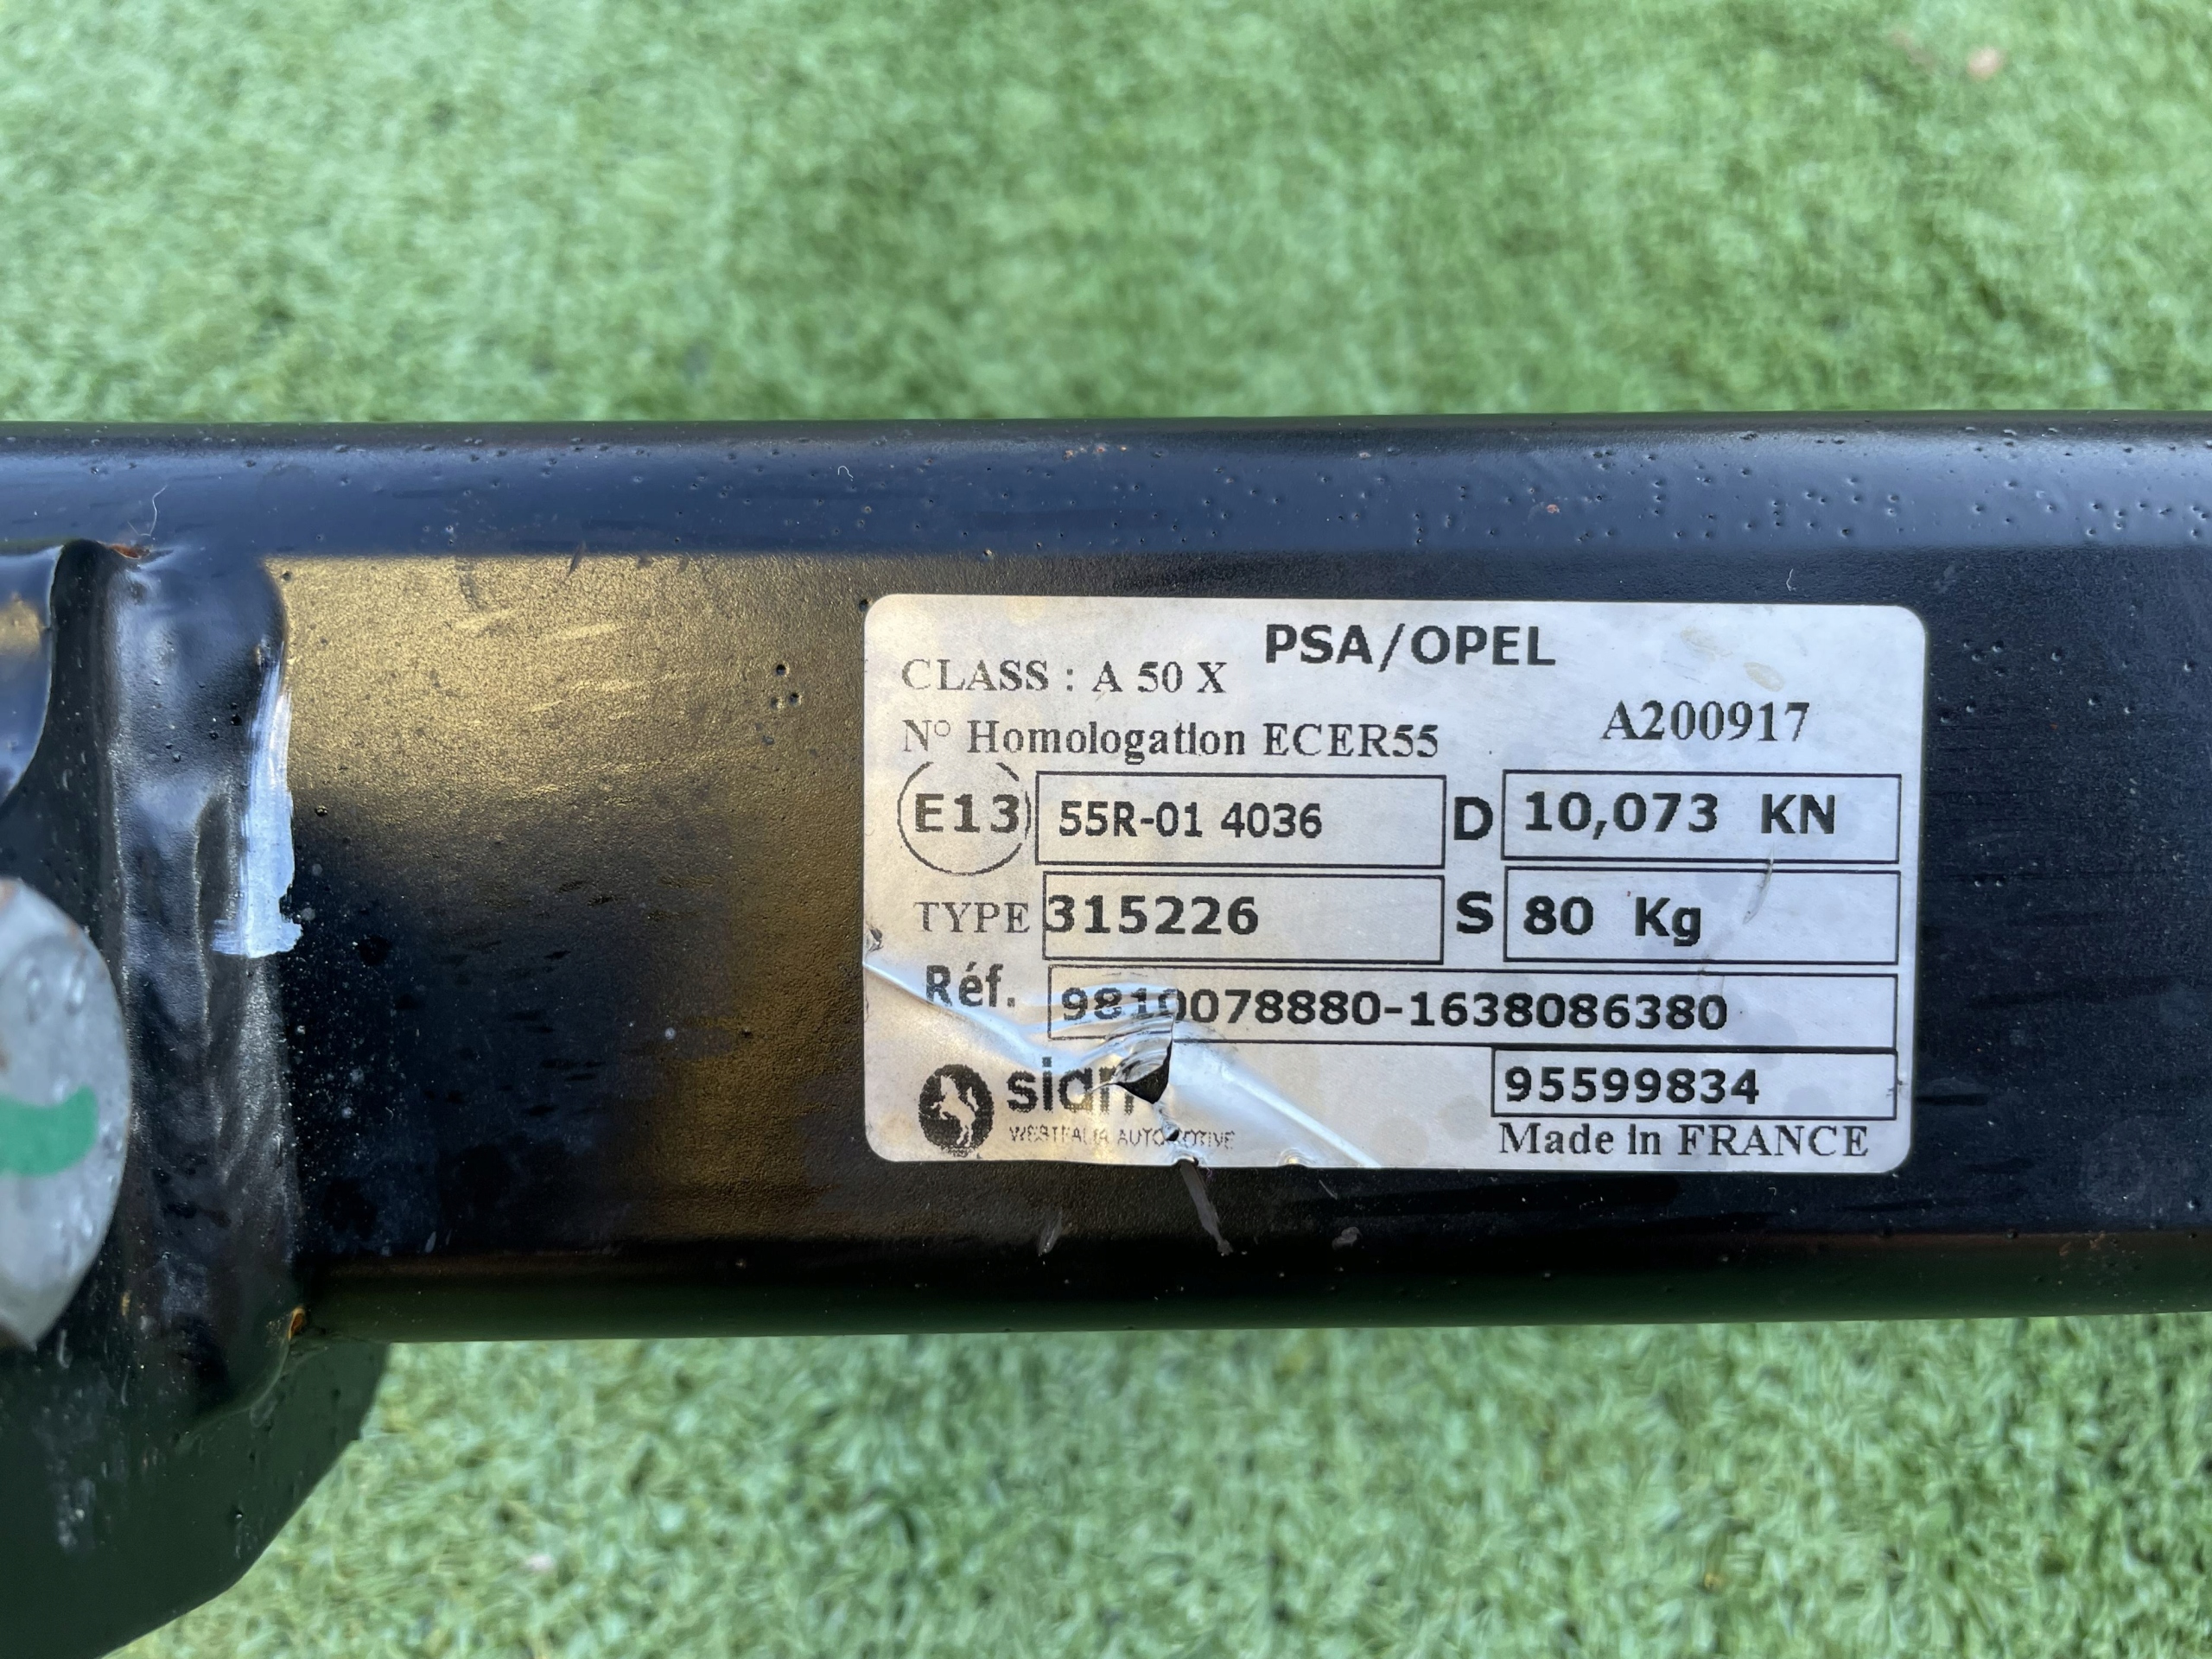 PSA/OPEL
CLASS : A 50 X
A200917
N° Homologation ECER55
E13 55R-01 4036 D 10,073 KN
TYPE 315226 S 80 Kg
Réf. 9810078880-1638086380
95599834
WESTFALIA AUTOMOTIVE
Made in FRANCE